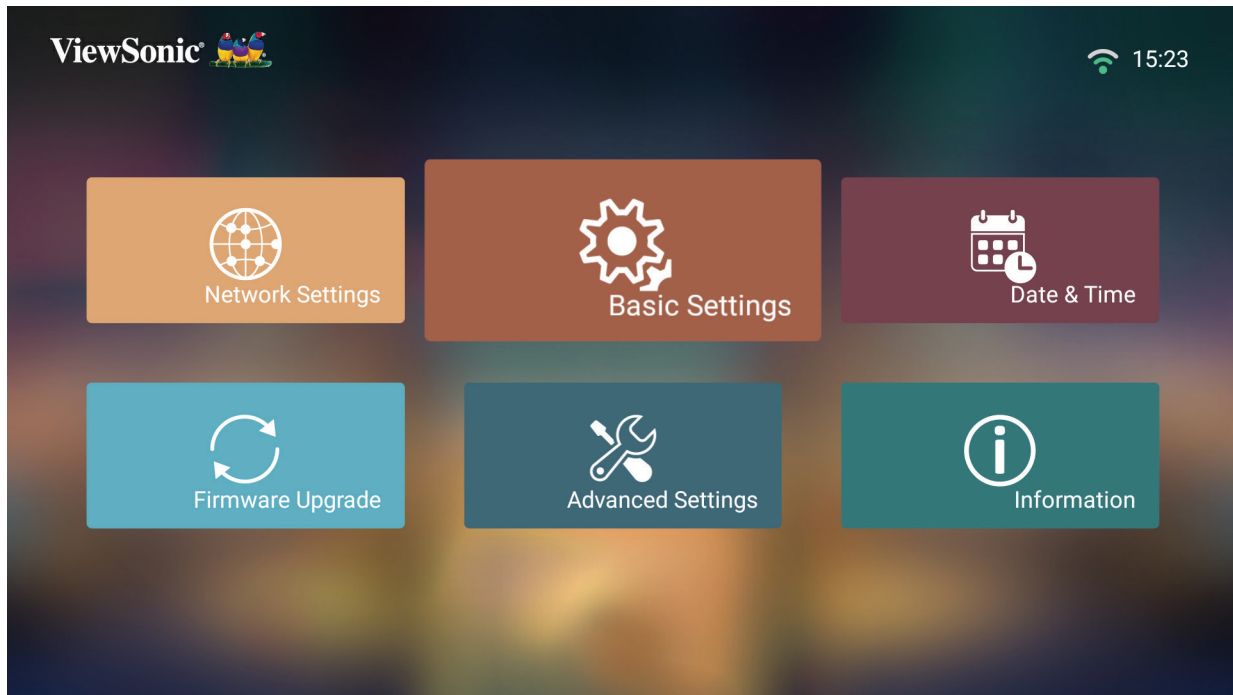 ViewSonic®
15:23
Network Settings
Basic Settings
Date & Time
Firmware Upgrade
Advanced Settings
Information